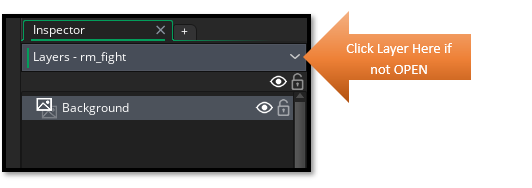 Inspector
Layers - rm_fight
Click Layer Here if
not OPEN
Background